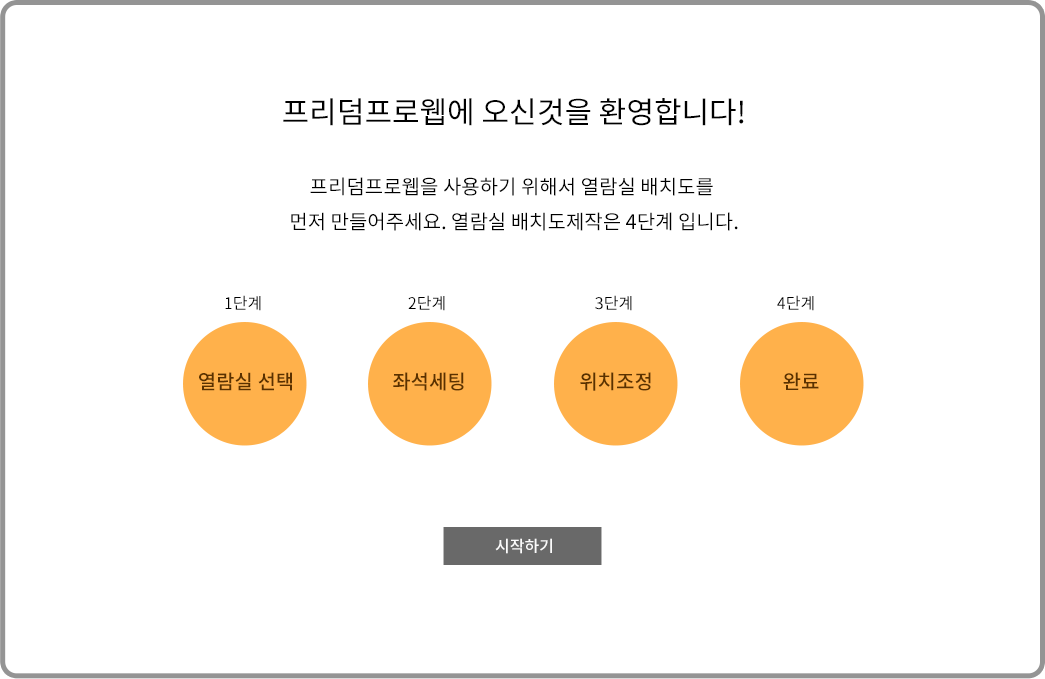 프리덤프로웹에 오신것을 환영합니다!
프리덤프로웹을 사용하기 위해서 열람실 배치도를
먼저 만들어주세요. 열람실 배치도제작은 4단계 입니다.
1단계
2단계
3단계
4단계
열람실 선택
좌석세팅
위치조정
완료
시작하기